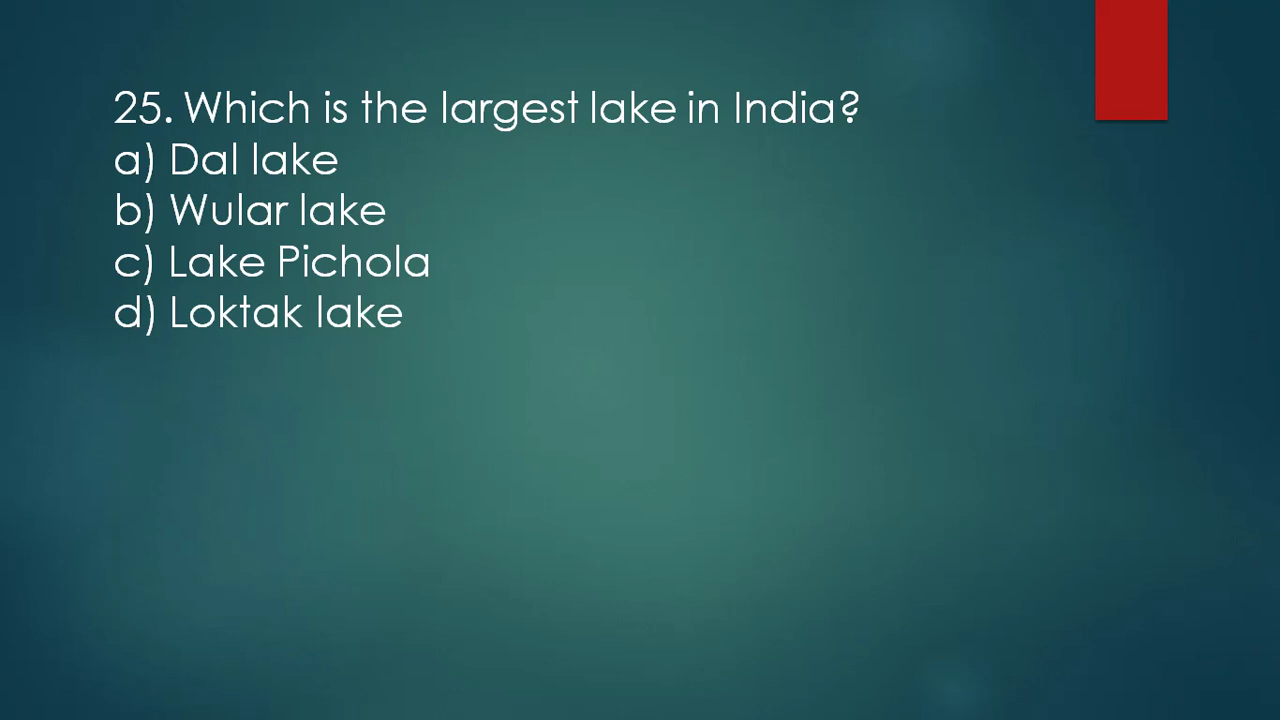 25. Which is the largest lake in India?
a) Dal lake
b) Wular lake
c) Lake Pichola
d) Loktak lake